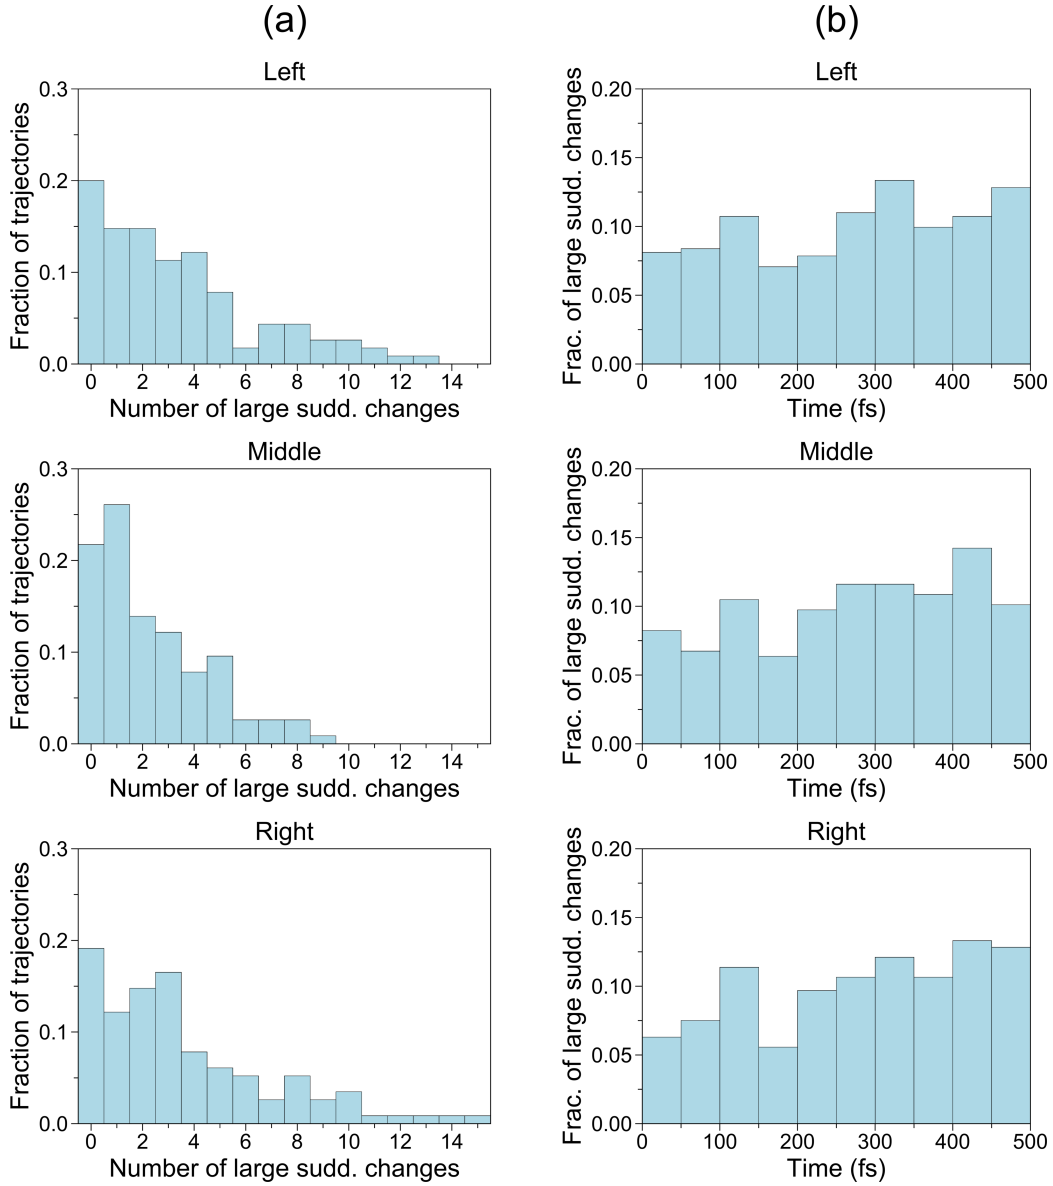 (a)
(b)
Left
Fraction of trajectories
0.3
0.2
0.1
0.0
0 2 4 6 8 10 12 14
Number of large sudd. changes
Left
Frac. of large sudd. changes
0.20
0.15
0.10
0.05
0.00
0 100 200 300 400 500
Time (fs)
Middle
Fraction of trajectories
0.3
0.2
0.1
0.0
0 2 4 6 8 10 12 14
Number of large sudd. changes
Middle
Frac. of large sudd. changes
0.20
0.15
0.10
0.05
0.00
0 100 200 300 400 500
Time (fs)
Right
Fraction of trajectories
0.3
0.2
0.1
0.0
0 2 4 6 8 10 12 14
Number of large sudd. changes
Right
Frac. of large sudd. changes
0.20
0.15
0.10
0.05
0.00
0 100 200 300 400 500
Time (fs)